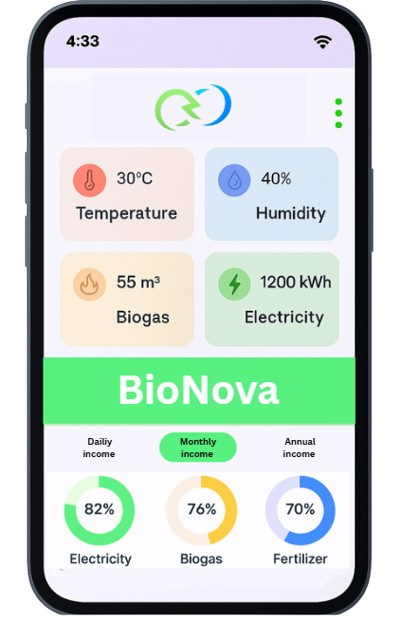 4:33
30°C
Temperature
40%
Humidity
55 m³
Biogas
1200 kWh
Electricity
BioNova
Dailiy
income
Monthly
income
Annual
income
82%
76%
70%
Electricity
Biogas
Fertilizer